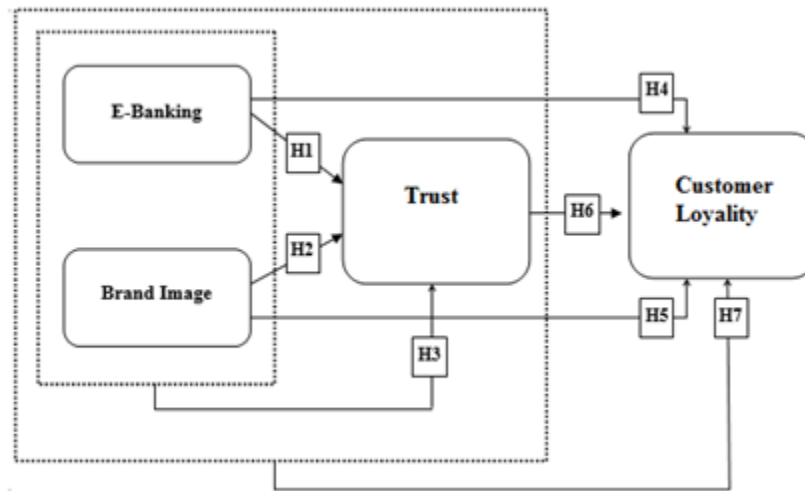 E-Banking
H4
H1
Trust
Customer
Loyality
H6
H2
Brand Image
H5
H7
H3